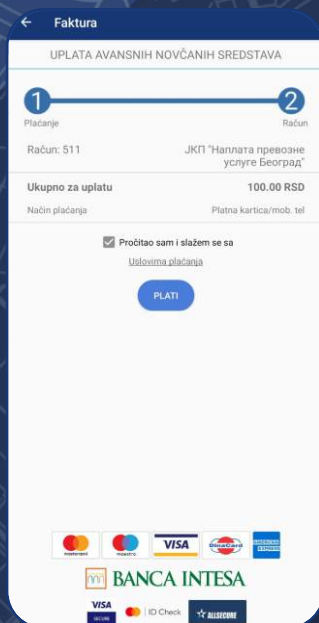 Faktura
UPLATA AVANSNIH NOVČANIH SREDSTAVA
1
2
Plaćanje
Račun
Račun: 511
ЈКП "Наплата превозне
услуге Београд"
Ukupno za uplatu
100.00 RSD
Način plaćanja
Platna kartica/mob. tel
Pročitao sam i slažem se sa
Uslovima plaćanja
PLATI
mastercard
maestro
VISA
DinaCard
AMERICAN
EXPRESS
BANCA INTESA
VISA
SECURE
ID Check
ALLSECURE